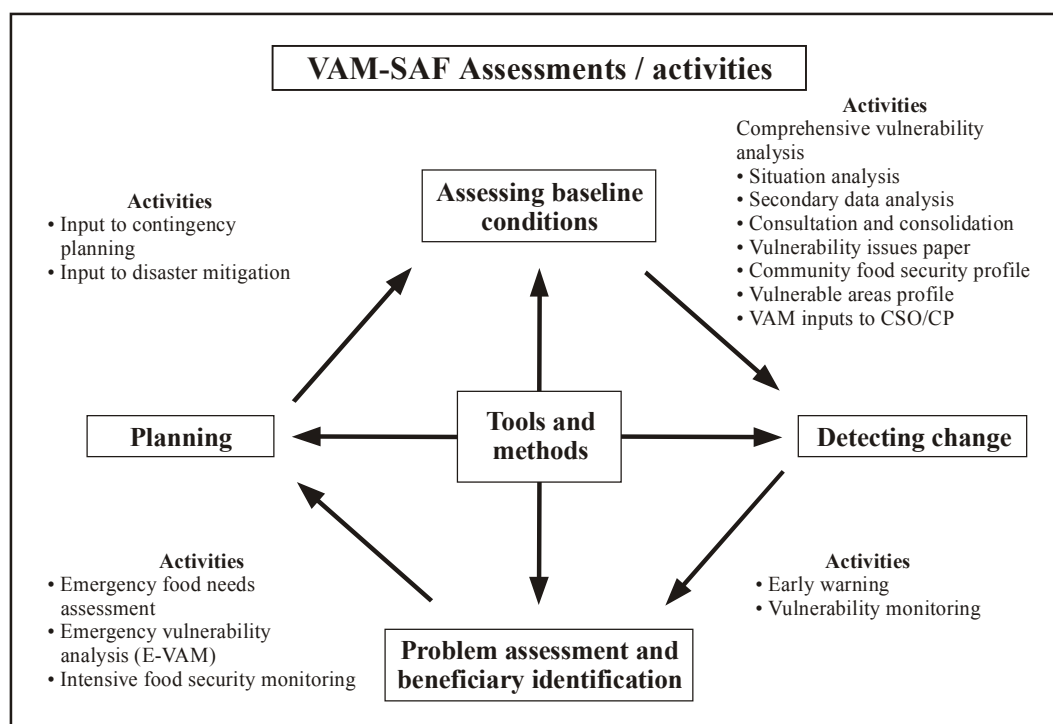 VAM-SAF Assessments / activities
Activities
Comprehensive vulnerability
analysis
• Situation analysis
• Secondary data analysis
• Consultation and consolidation
• Vulnerability issues paper
• Community food security profile
• Vulnerable areas profile
• VAM inputs to CSO/CP
Activities
• Input to contingency
planning
• Input to disaster mitigation
Assessing baseline
conditions
Planning
Tools and
methods
Detecting change
Activities
• Emergency food needs
assessment
• Emergency vulnerability
analysis (E-VAM)
• Intensive food security monitoring
Problem assessment and
beneficiary identification
Activities
• Early warning
• Vulnerability monitoring